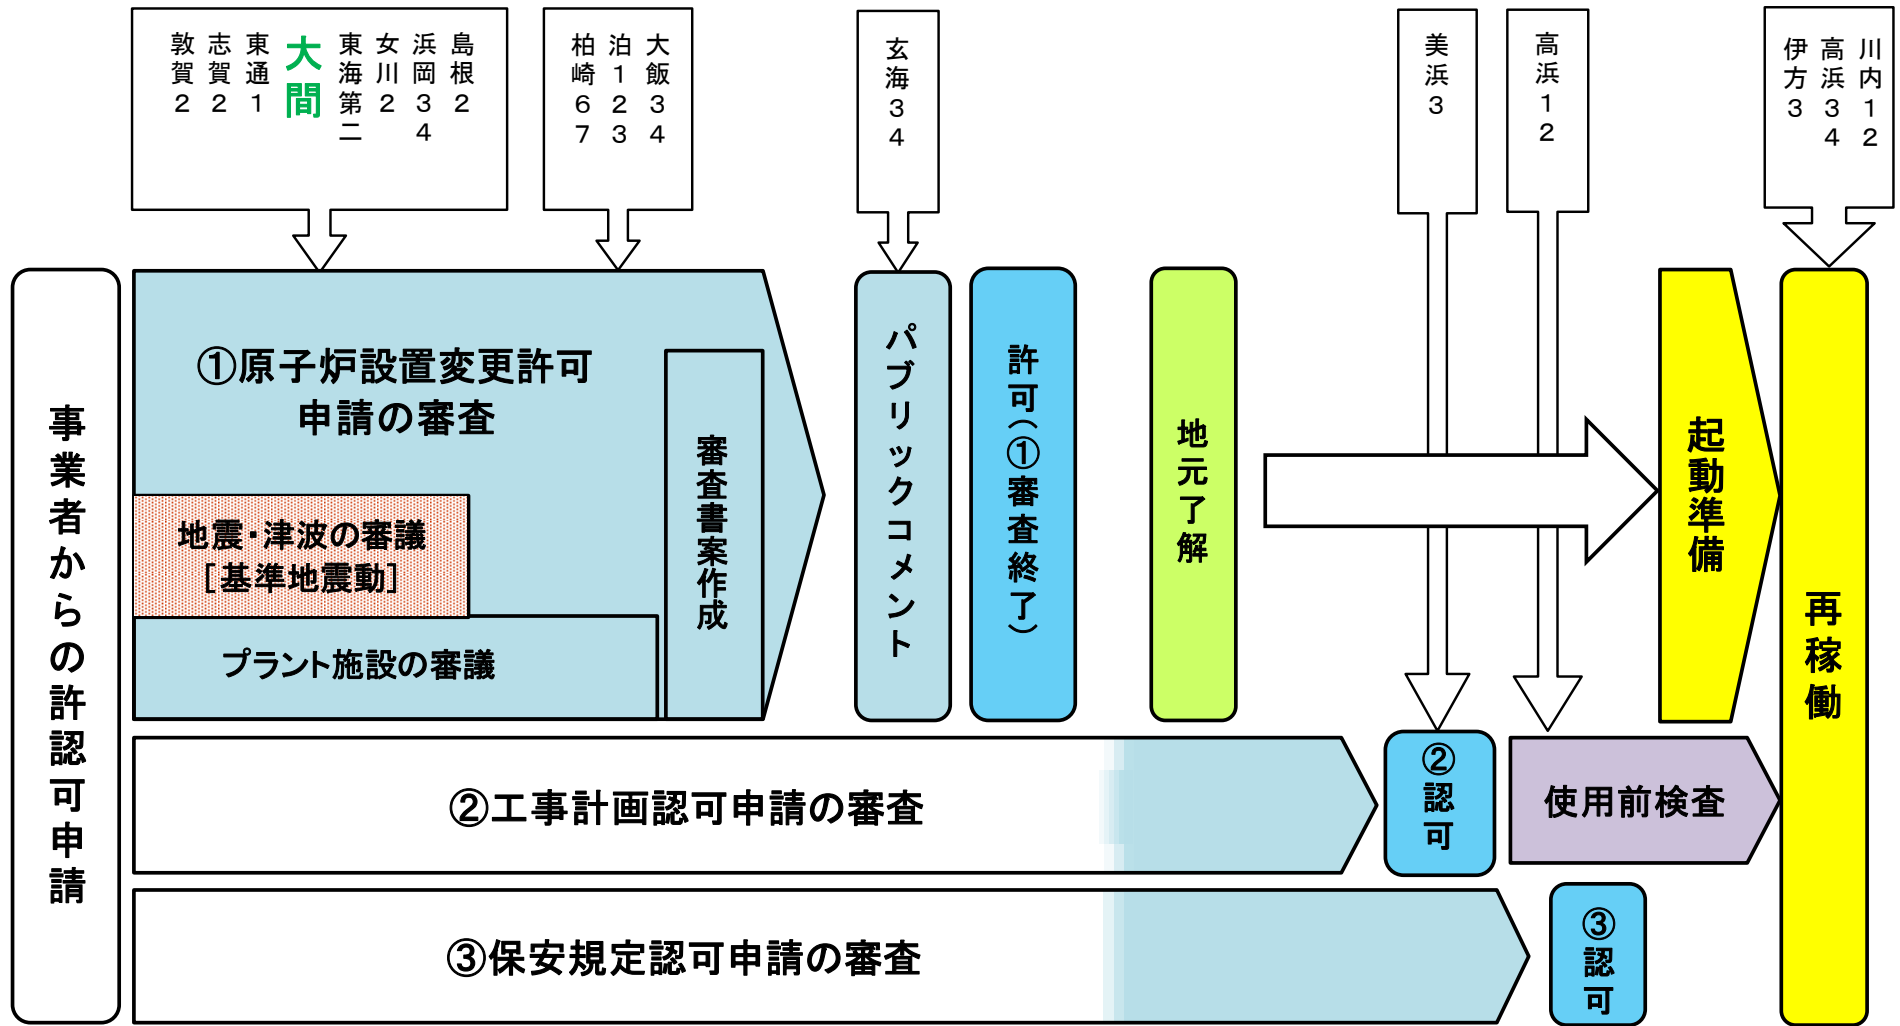 敦賀2
志賀2
東通1
大間
東海第二
女川2
浜岡34
島根2
柏崎67
泊123
大飯34
玄海34
美浜3
高浜12
伊方3
高浜34
川内12
事業者からの許認可申請
①原子炉設置変更許可
申請の審査
地震・津波の審議
[基準地震動]
プラント施設の審議
審査書案作成
パブリックコメント
許可(①審査終了)
地元了解
起動準備
再稼働
②工事計画認可申請の審査
②認可
使用前検査
③保安規定認可申請の審査
③認可